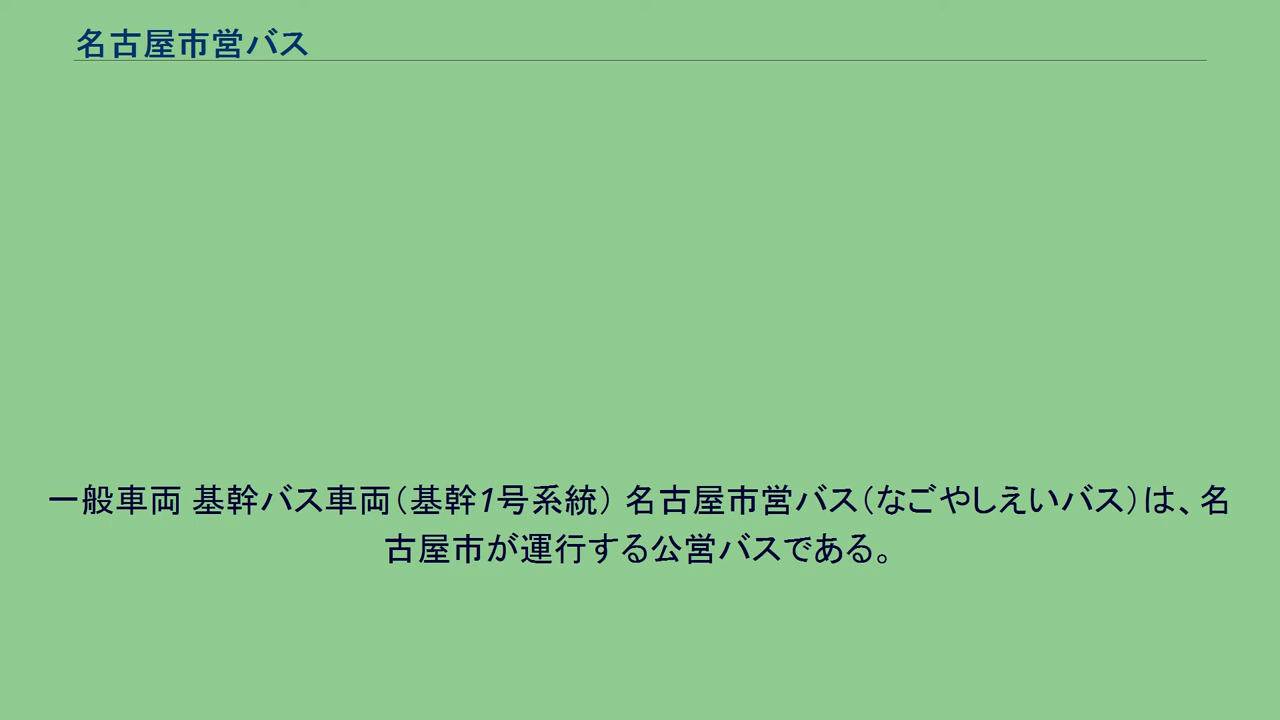 名古屋市営バス
一般車両 基幹バス車両（基幹1号系統） 名古屋市営バス（なごやしえいバス）は、名
古屋市が運行する公営バスである。